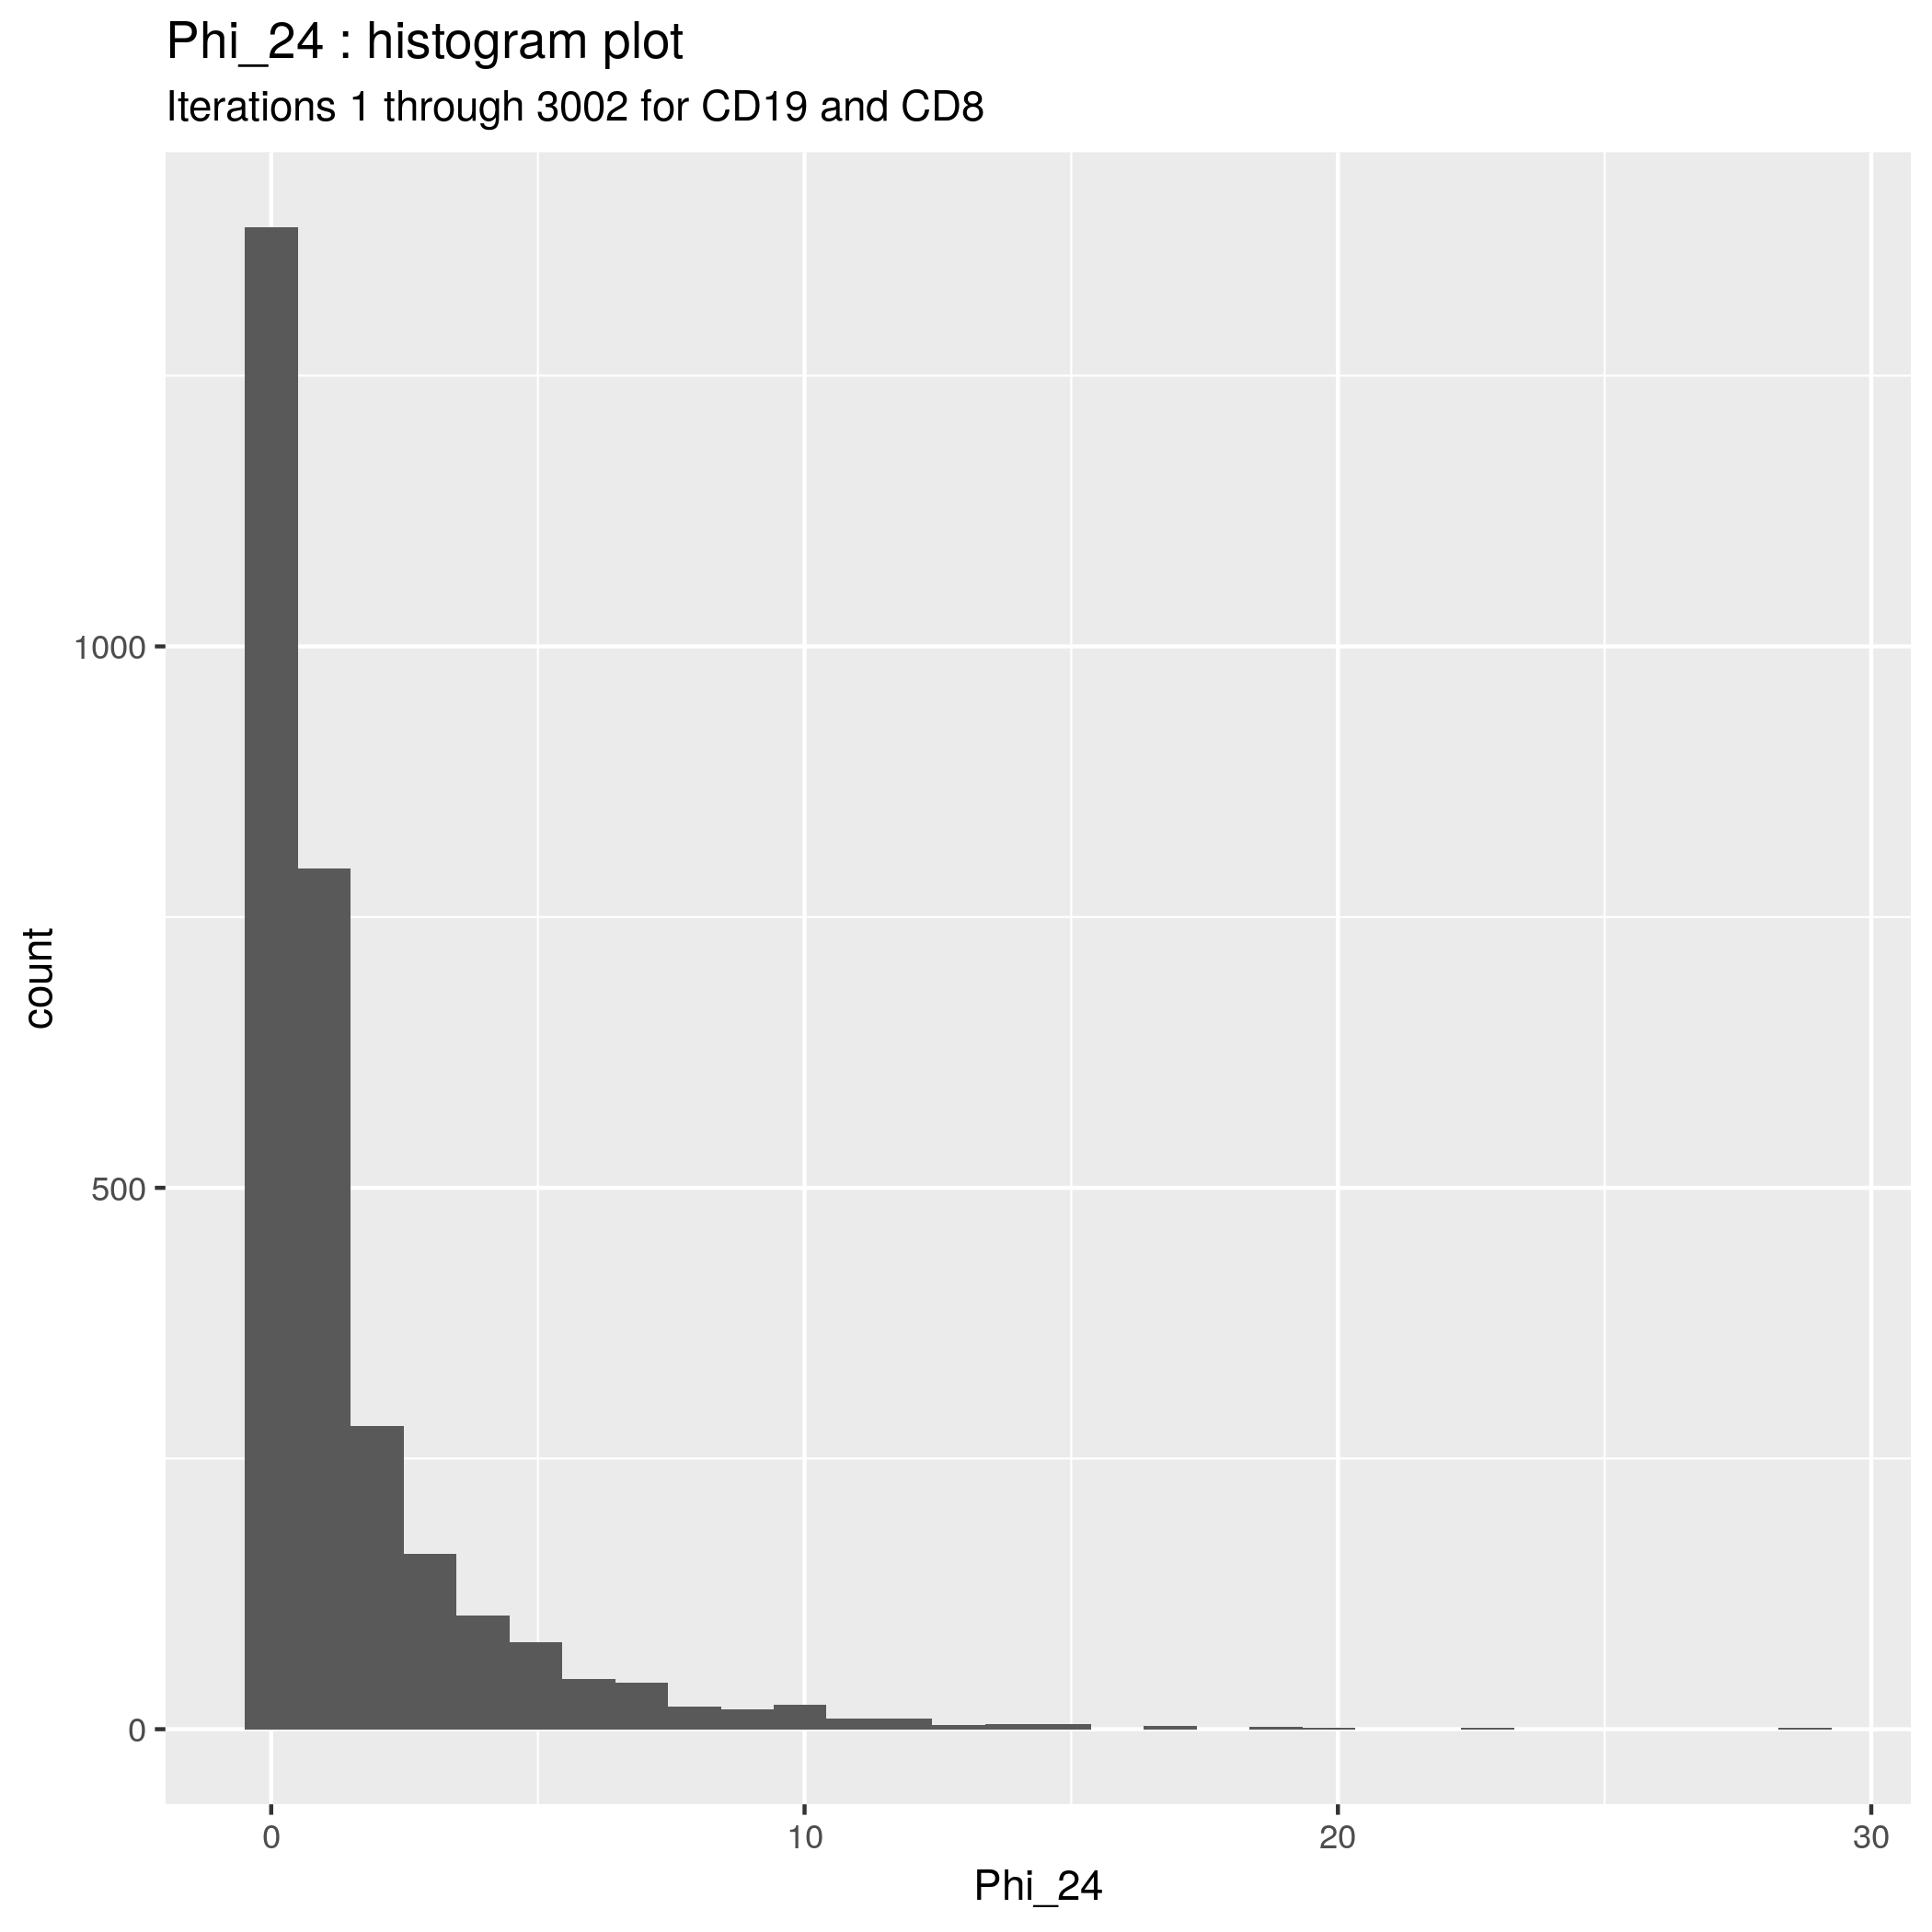 Phi_24 : histogram plot
Iterations 1 through 3002 for CD19 and CD8
count
1000
500
0
0 10 20 30
Phi_24